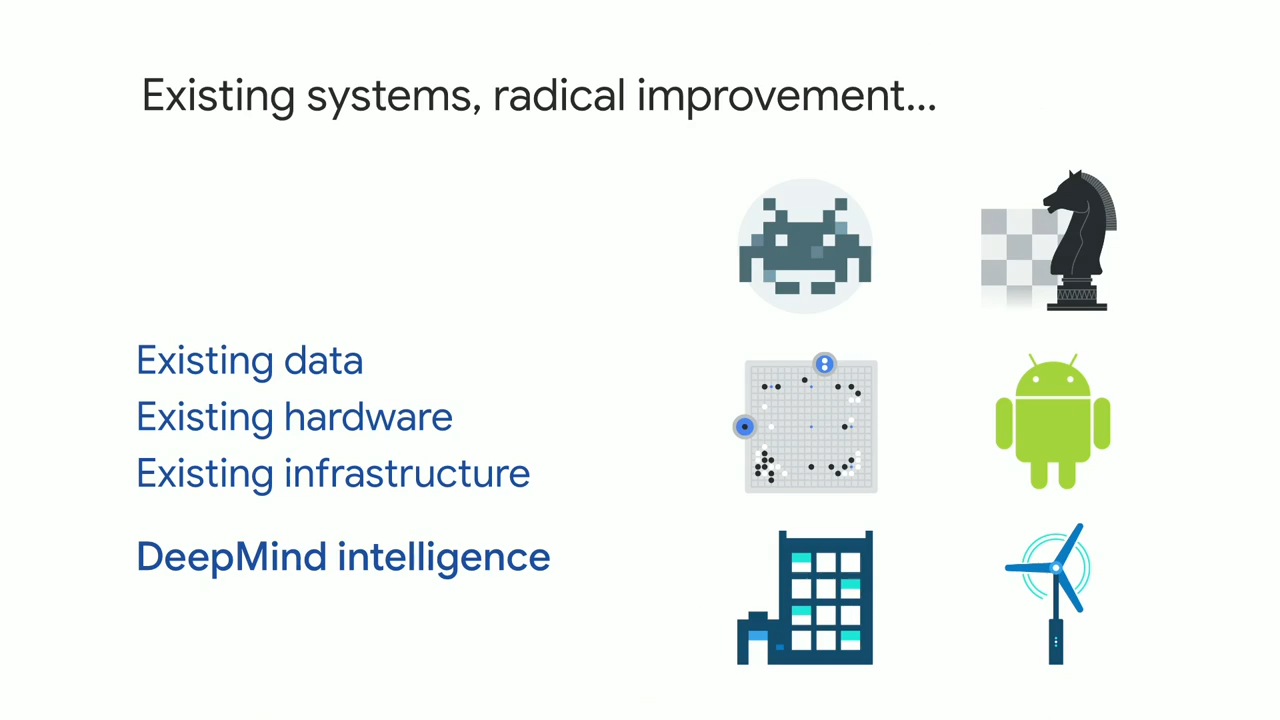 Existing systems, radical improvement...
Existing data
Existing hardware
Existing infrastructure
DeepMind intelligence